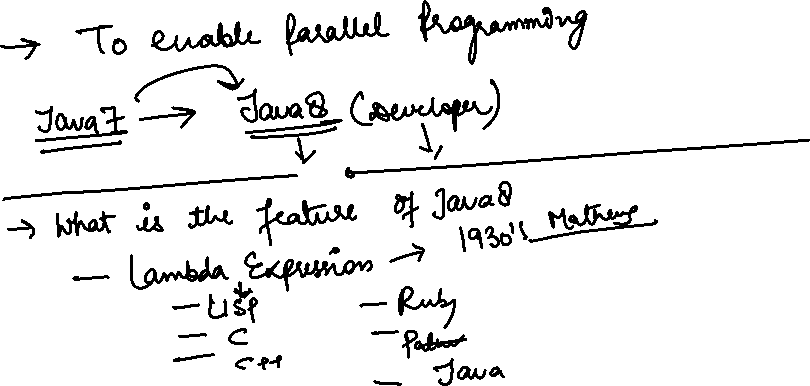 → To enable parallel programming
Java7 → Java8 (Developer)
→ What is the feature of Java8
— Lambda Expression → 1930's
— LISP — Ruby
— C —
— C++ — Java